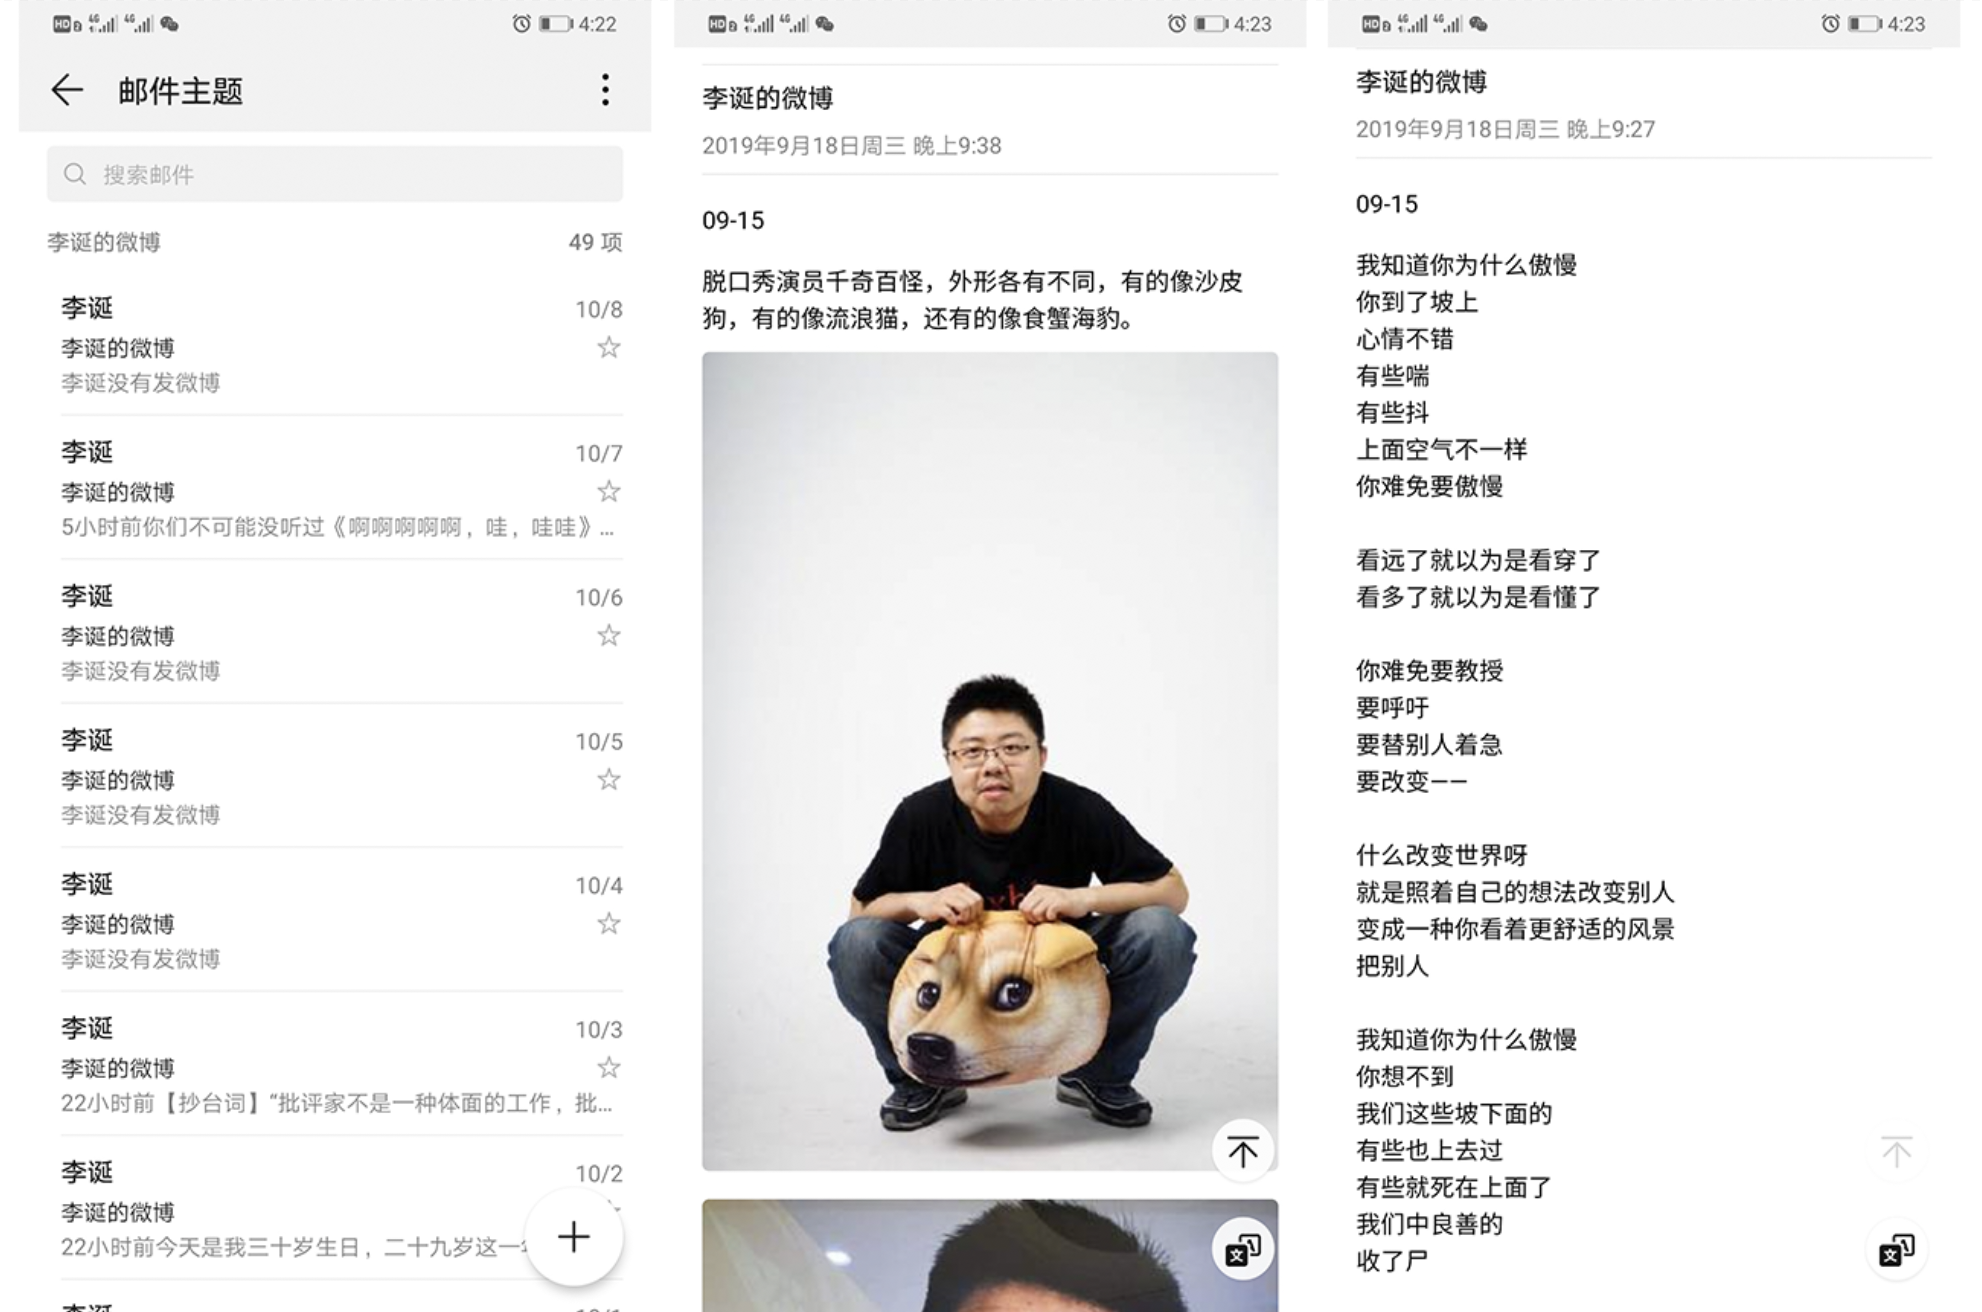 4:22
邮件主题
搜索邮件
李诞的微博
49 项
李诞
10/8
李诞的微博
李诞没有发微博
李诞
10/7
李诞的微博
5小时前你们不可能没听过《啊啊啊啊啊，哇，哇哇》...
李诞
10/6
李诞的微博
李诞没有发微博
李诞
10/5
李诞的微博
李诞没有发微博
李诞
10/4
李诞的微博
李诞没有发微博
李诞
10/3
李诞的微博
22小时前【抄台词】“批评家不是一种体面的工作，批...
李诞
10/2
李诞的微博
22小时前今天是我三十岁生日，二十九岁这一
4:23
李诞的微博
2019年9月18日周三 晚上9:38
09-15
脱口秀演员千奇百怪，外形各有不同，有的像沙皮
狗，有的像流浪猫，还有的像食蟹海豹。
4:23
李诞的微博
2019年9月18日周三 晚上9:27
09-15
我知道你为什么傲慢
你到了坡上
心情不错
有些喘
有些抖
上面空气不一样
你难免要傲慢
看远了就以为是看穿了
看多了就以为是看懂了
你难免要教授
要呼吁
要替别人着急
要改变——
什么改变世界呀
就是照着自己的想法改变别人
变成一种你看着更舒适的风景
把别人
我知道你为什么傲慢
你想不到
我们这些坡下面的
有些也上去过
有些就死在上面了
我们中良善的
收了尸